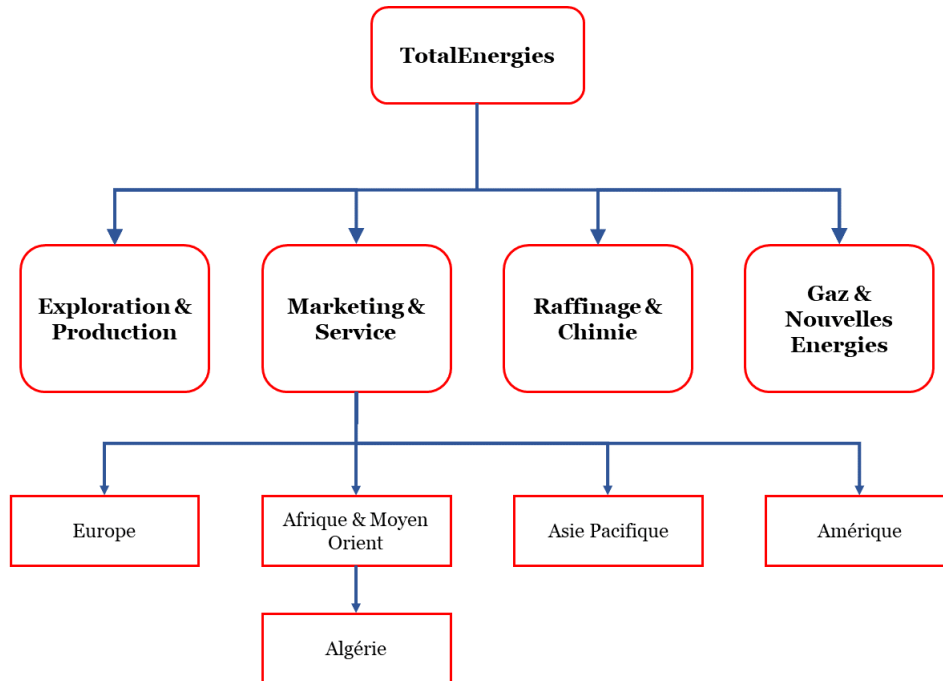 TotalEnergies
Exploration &
Production
Marketing &
Service
Raffinage &
Chimie
Gaz &
Nouvelles
Energies
Europe
Afrique & Moyen
Orient
Asie Pacifique
Amérique
Algérie